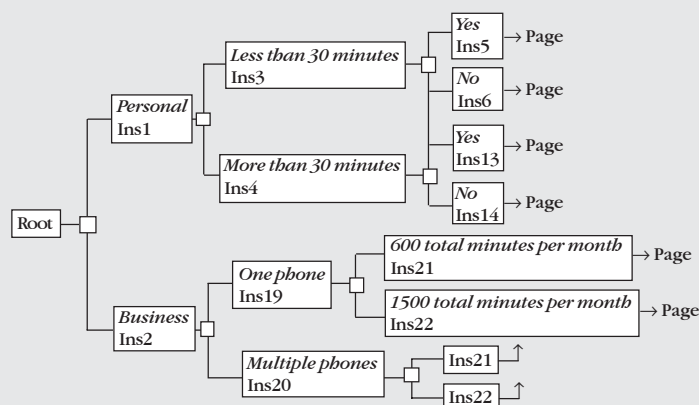 Less than 30 minutes
Ins3
Yes
Ins5
→ Page
No
Ins6
→ Page
Personal
Ins1
More than 30 minutes
Ins4
Yes
Ins13
→ Page
No
Ins14
→ Page
Root
Business
Ins2
One phone
Ins19
600 total minutes per month
Ins21
→ Page
1500 total minutes per month
Ins22
→ Page
Multiple phones
Ins20
Ins21
Ins22